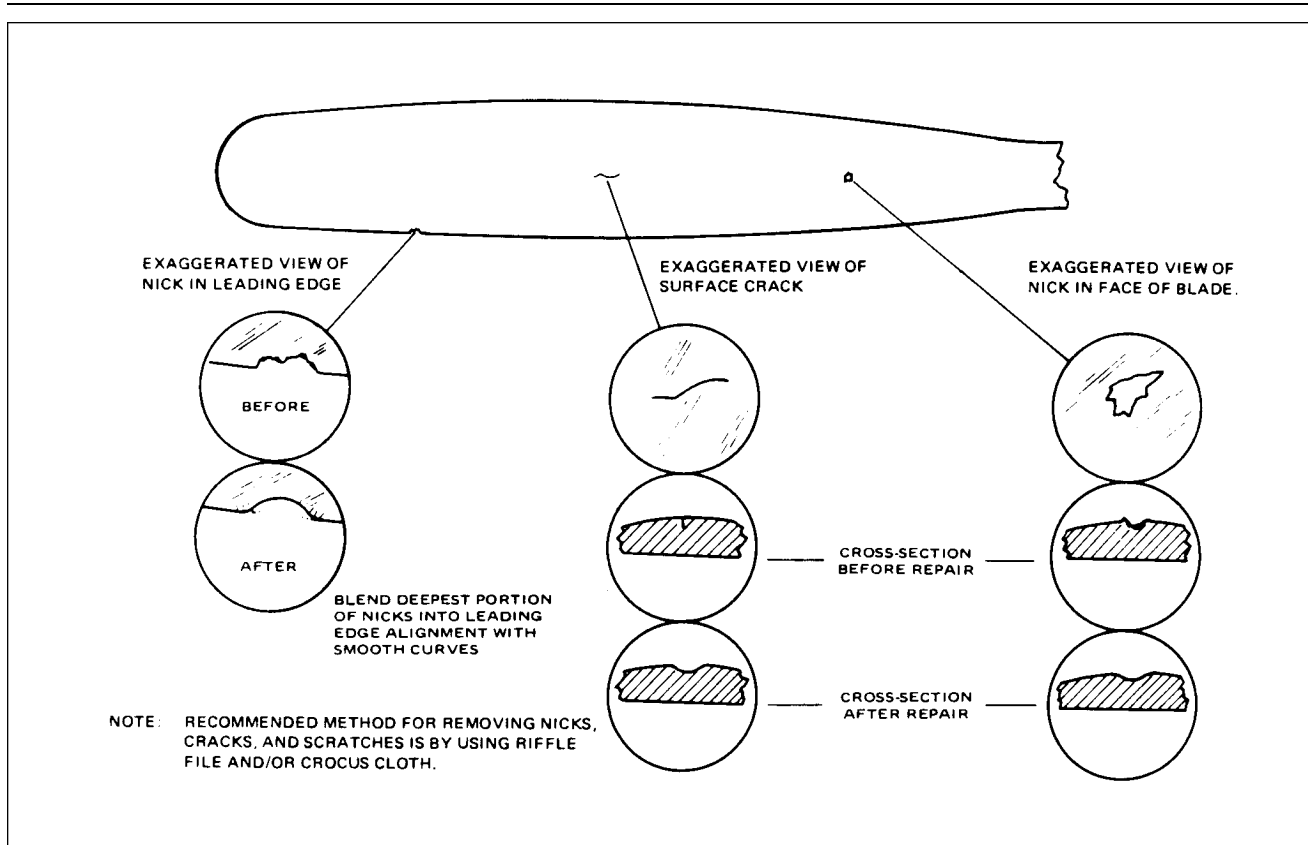 EXAGGERATED VIEW OF
NICK IN LEADING EDGE
EXAGGERATED VIEW OF
SURFACE CRACK
EXAGGERATED VIEW OF
NICK IN FACE OF BLADE.
BEFORE
AFTER
BLEND DEEPEST PORTION
OF NICKS INTO LEADING
EDGE ALIGNMENT WITH
SMOOTH CURVES
CROSS-SECTION
BEFORE REPAIR
CROSS-SECTION
AFTER REPAIR
NOTE: RECOMMENDED METHOD FOR REMOVING NICKS,
CRACKS, AND SCRATCHES IS BY USING RIFFLE
FILE AND/OR CROCUS CLOTH.